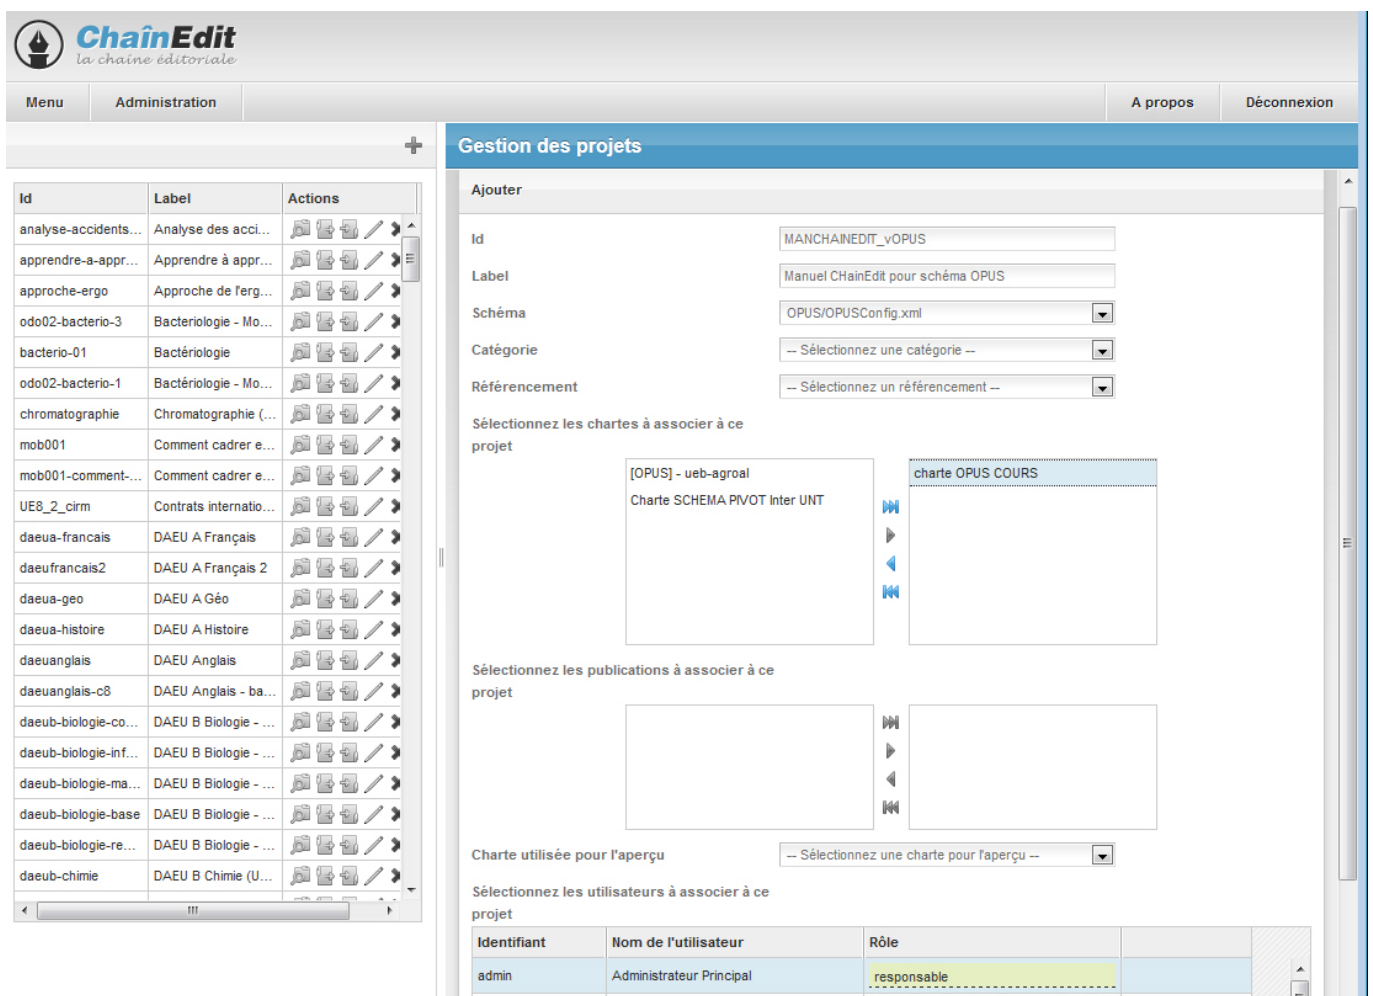 ChaînEdit
la chaîne éditoriale
Menu Administration A propos Déconnexion
Gestion des projets
Id Label Actions
analyse-accidents... Analyse des acci...
apprendre-a-appr... Apprendre à appr...
approche-ergo Approche de l'erg...
odo02-bacterio-3 Bacteriologie - Mo...
bacterio-01 Bactériologie
odo02-bacterio-1 Bactériologie - Mo...
chromatographie Chromatographie (...
mob001 Comment cadrer e...
mob001-comment-... Comment cadrer e...
UE8_2_cirm Contrats internatio...
daeua-francais DAEU A Français
daeufrancais2 DAEU A Français 2
daeua-geo DAEU A Géo
daeua-histoire DAEU A Histoire
daeuanglais DAEU Anglais
daeuanglais-c8 DAEU Anglais - ba...
daeub-biologie-co... DAEU B Biologie - ...
daeub-biologie-inf... DAEU B Biologie - ...
daeub-biologie-ma... DAEU B Biologie - ...
daeub-biologie-base DAEU B Biologie - ...
daeub-biologie-re... DAEU B Biologie - ...
daeub-chimie DAEU B Chimie (U...
Ajouter
Id MANCHAINEDIT_vOPUS
Label Manuel CHainEdit pour schéma OPUS
Schéma OPUS/OPUSConfig.xml
Catégorie -- Sélectionnez une catégorie --
Référencement -- Sélectionnez un référencement --
Sélectionnez les chartes à associer à ce
projet
[OPUS] - ueb-agroal
Charte SCHEMA PIVOT Inter UNT
charte OPUS COURS
Sélectionnez les publications à associer à ce
projet
Charte utilisée pour l'aperçu -- Sélectionnez une charte pour l'aperçu --
Sélectionnez les utilisateurs à associer à ce
projet
Identifiant Nom de l'utilisateur Rôle
admin Administrateur Principal responsable